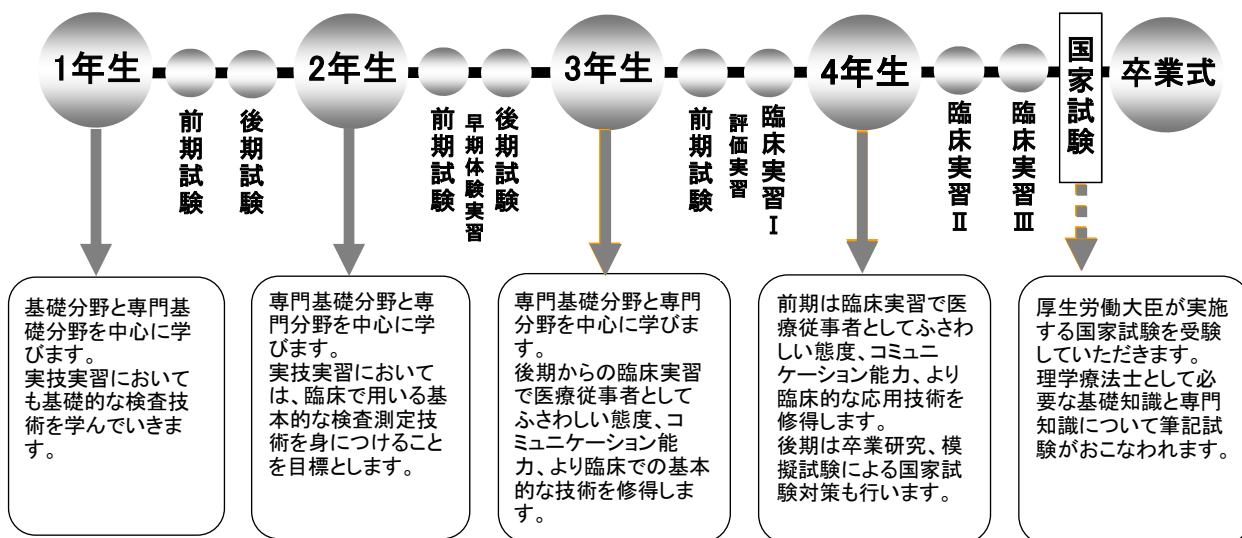 1年生
前期試験
後期試験
2年生
前期試験
早期体験実習
後期試験
3年生
前期試験
評価実習
臨床実習Ⅰ
4年生
臨床実習Ⅱ
臨床実習Ⅲ
国家試験
卒業式
基礎分野と専門基
礎分野を中心に学
びます。
実技実習において
も基礎的な検査技
術を学んでいきま
す。
専門基礎分野と専
門分野を中心に学
びます。
実技実習において
は、臨床で用いる基
本的な検査測定技
術を身につけること
を目標とします。
専門基礎分野と専門
分野を中心に学びま
す。
後期からの臨床実習
で医療従事者として
ふさわしい態度、コ
ミュニケーション能
力、より臨床での基本
的な技術を修得しま
す。
前期は臨床実習で医
療従事者としてふさわ
しい態度、コミュニ
ケーション能力、より
臨床的な応用技術を
修得します。
後期は卒業研究、模
擬試験による国家試
験対策も行います。
厚生労働大臣が実施
する国家試験を受験
していただきます。
理学療法士として必
要な基礎知識と専門
知識について筆記試
験がおこなわれます。